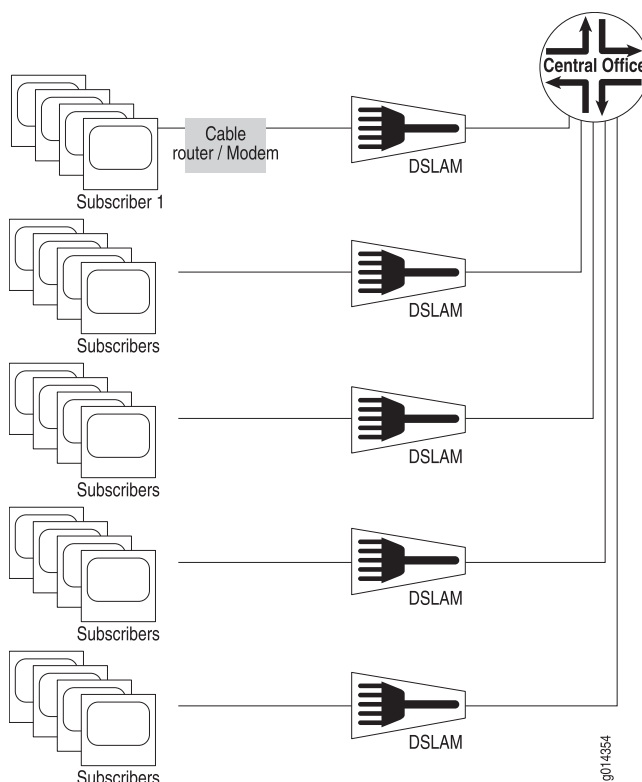 Central Office
Cable
router / Modem
DSLAM
Subscriber 1
DSLAM
Subscribers
DSLAM
Subscribers
DSLAM
Subscribers
DSLAM
Subscribers
g014354